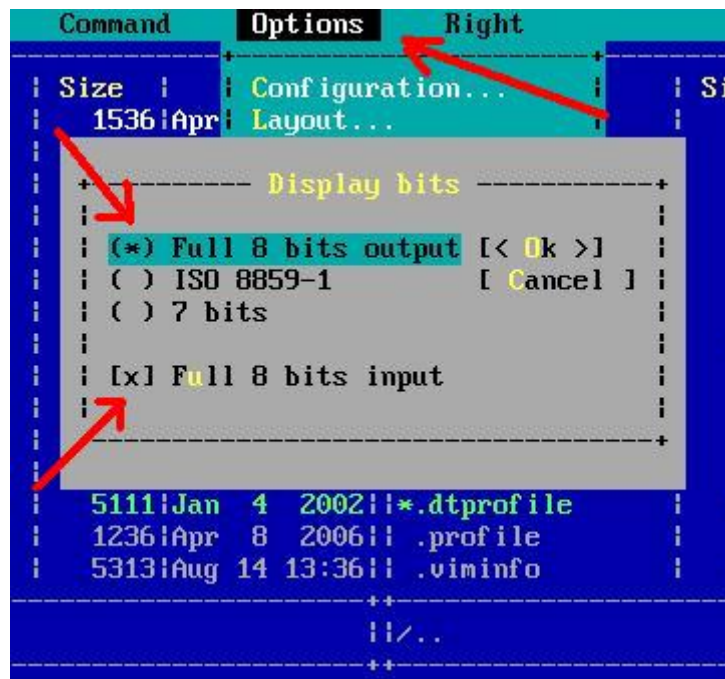 Command Options Right
Size Configuration... Si
1536 Apr Layout...
Display bits
(*) Full 8 bits output [< Ok >]
( ) ISO 8859-1 [ Cancel ]
( ) 7 bits
[x] Full 8 bits input
5111 Jan 4 2002 *.dtprofile
1236 Apr 8 2006 .profile
5313 Aug 14 13:36 .viminfo
/..